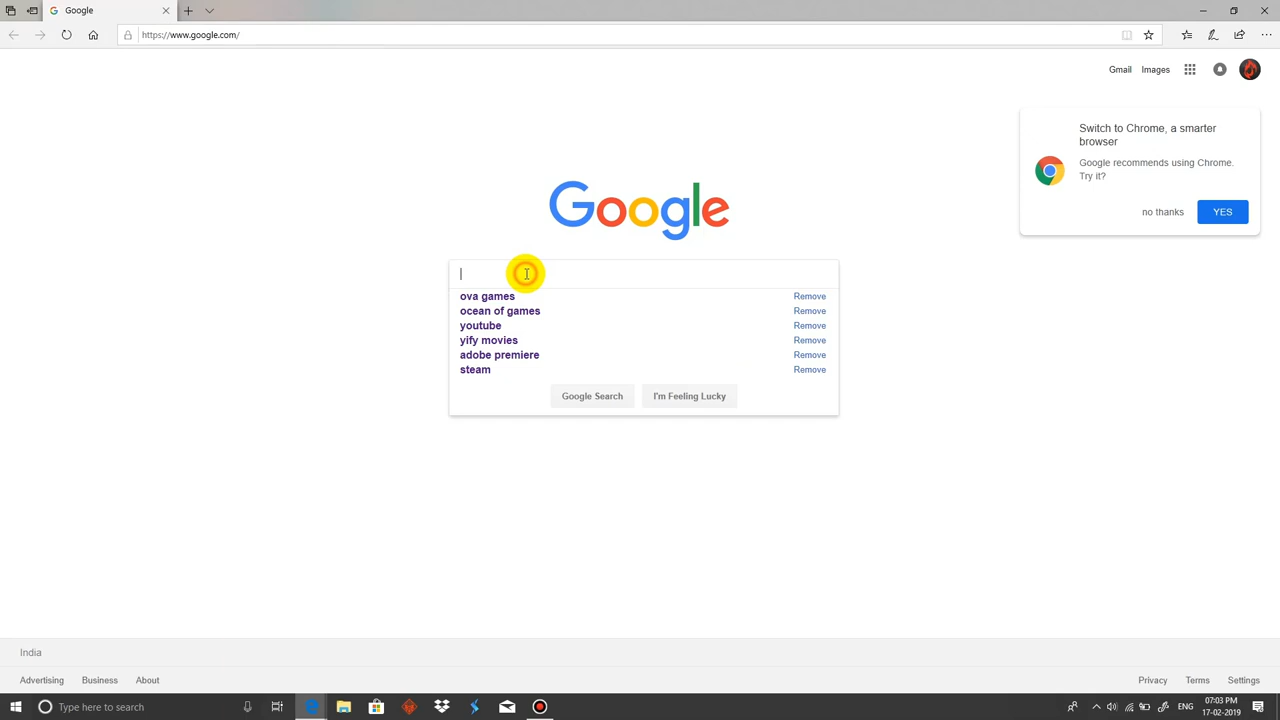 Google
https://www.google.com/
Gmail Images
Switch to Chrome, a smarter
browser
Google recommends using Chrome.
Try it?
no thanks YES
Google
ova games Remove
ocean of games Remove
youtube Remove
yify movies Remove
adobe premiere Remove
steam Remove
Google Search I'm Feeling Lucky
India
Advertising Business About Privacy Terms Settings
Type here to search ENG 07:03 PM
17-02-2019